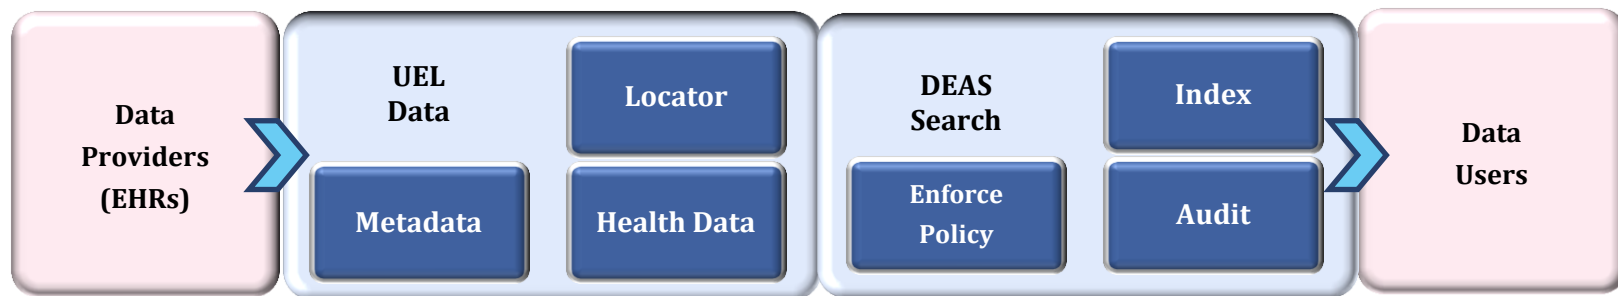 Data
Providers
(EHRs)
UEL
Data
Locator
Metadata
Health Data
DEAS
Search
Index
Enforce
Policy
Audit
Data
Users